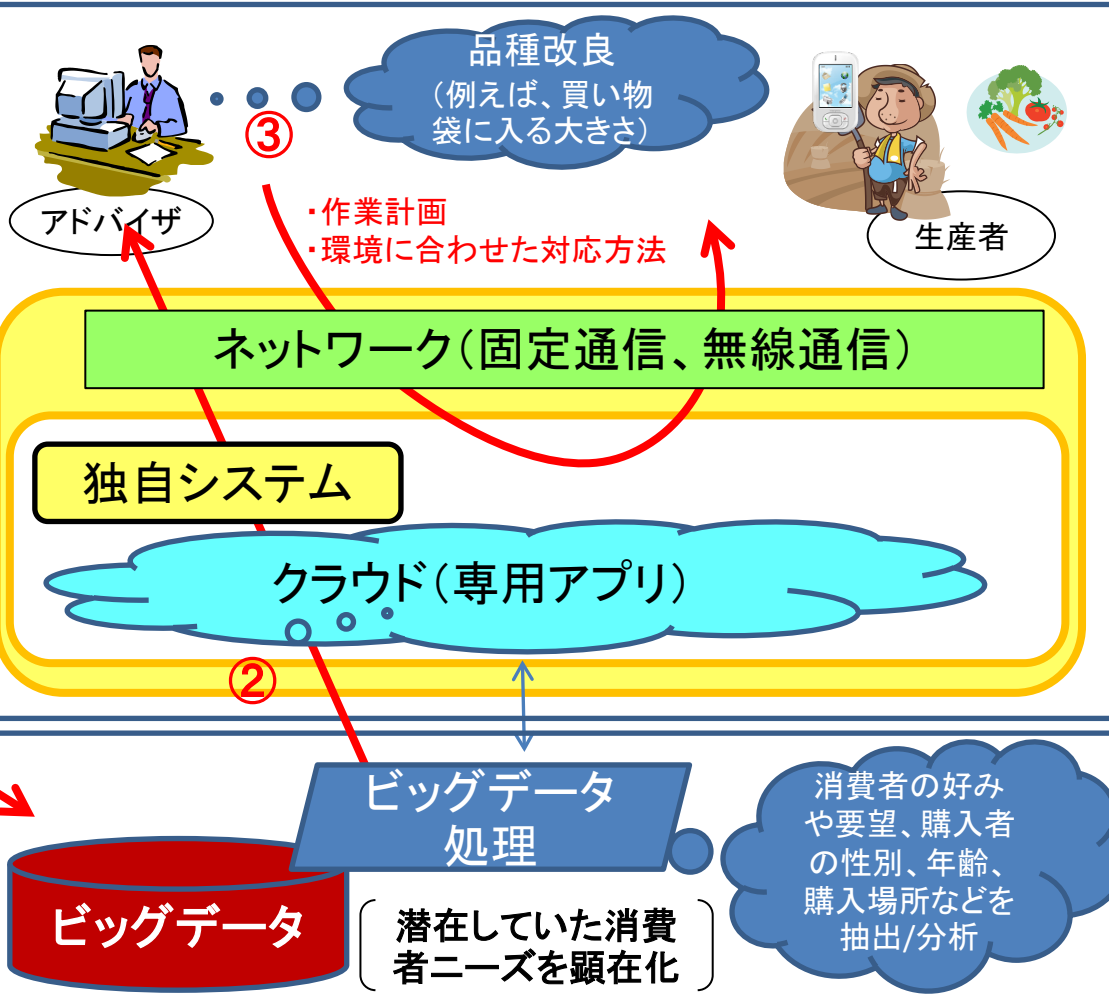 品種改良
（例えば、買い物
袋に入る大きさ）
③
アドバイザ
・作業計画
・環境に合わせた対応方法
生産者
ネットワーク（固定通信、無線通信）
独自システム
クラウド（専用アプリ）
②
ビッグデータ
処理
消費者の好み
や要望、購入者
の性別、年齢、
購入場所などを
抽出/分析
ビッグデータ
潜在していた消費
者ニーズを顕在化